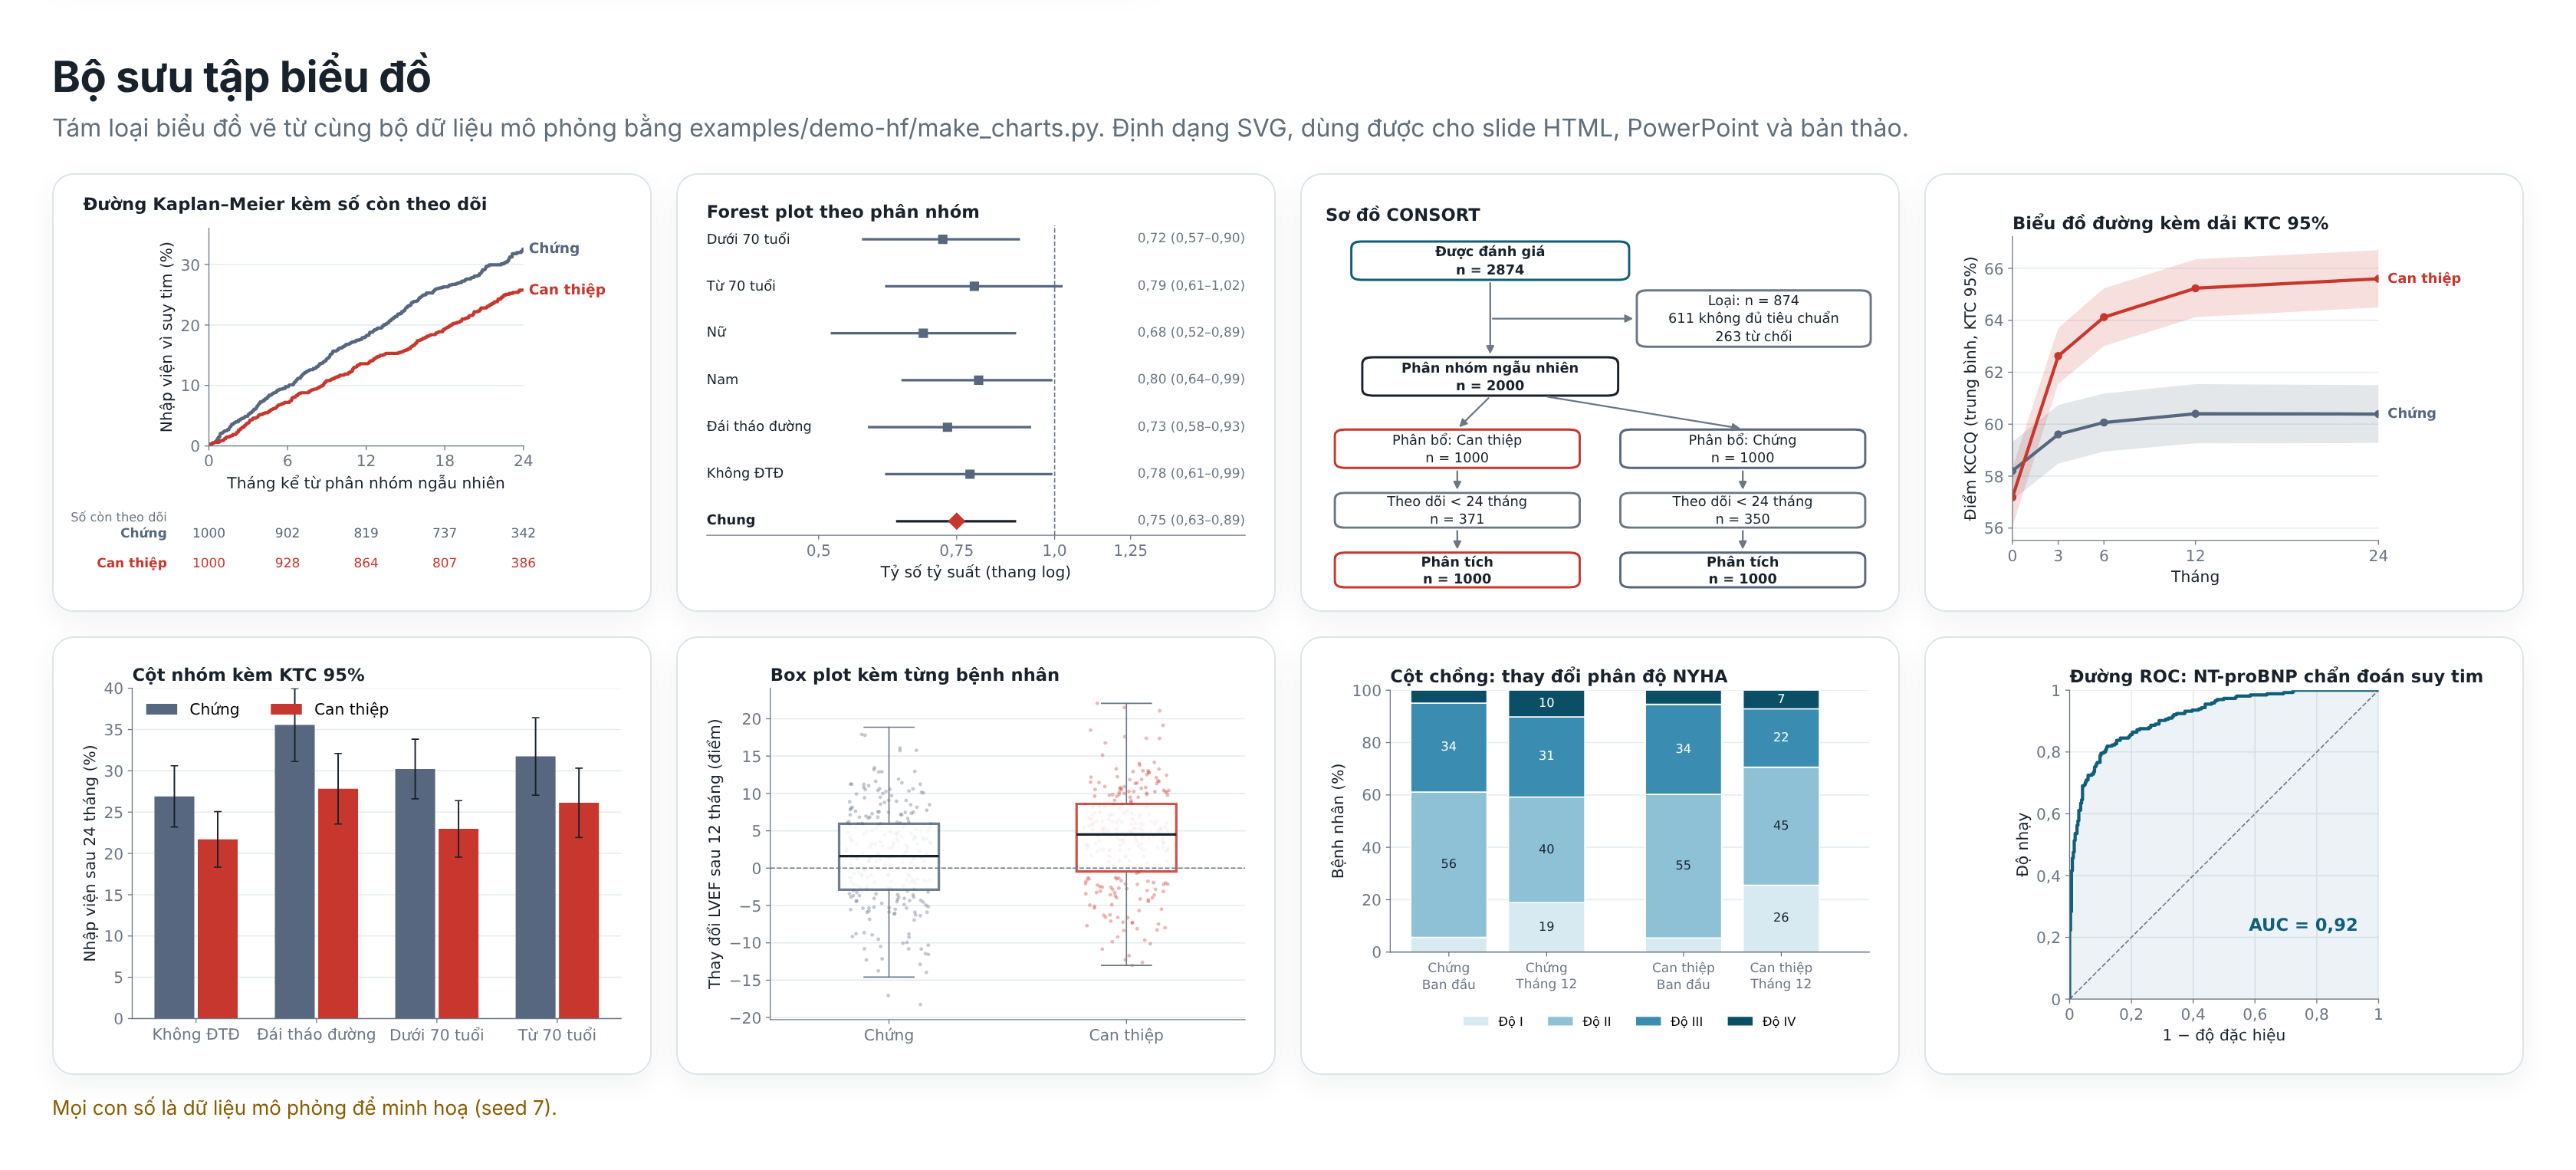 Bộ sưu tập biểu đồ
Tám loại biểu đồ vẽ từ cùng bộ dữ liệu mô phỏng bằng examples/demo-hf/make_charts.py. Định dạng SVG, dùng được cho slide HTML, PowerPoint và bản thảo.
Đường Kaplan–Meier kèm số còn theo dõi
Nhập viện vì suy tim (%)
30
20
10
0
Chứng
Can thiệp
0 6 12 18 24
Tháng kể từ phân nhóm ngẫu nhiên
Số còn theo dõi
Chứng 1000 902 819 737 342
Can thiệp 1000 928 864 807 386
Forest plot theo phân nhóm
Dưới 70 tuổi 0,72 (0,57–0,90)
Từ 70 tuổi 0,79 (0,61–1,02)
Nữ 0,68 (0,52–0,89)
Nam 0,80 (0,64–0,99)
Đái tháo đường 0,73 (0,58–0,93)
Không ĐTĐ 0,78 (0,61–0,99)
Chung 0,75 (0,63–0,89)
0,5 0,75 1,0 1,25
Tỷ số tỷ suất (thang log)
Sơ đồ CONSORT
Được đánh giá
n = 2874
Loại: n = 874
611 không đủ tiêu chuẩn
263 từ chối
Phân nhóm ngẫu nhiên
n = 2000
Phân bổ: Can thiệp
n = 1000
Phân bổ: Chứng
n = 1000
Theo dõi < 24 tháng
n = 371
Theo dõi < 24 tháng
n = 350
Phân tích
n = 1000
Phân tích
n = 1000
Biểu đồ đường kèm dải KTC 95%
Điểm KCCQ (trung bình, KTC 95%)
66
64
62
60
58
56
Can thiệp
Chứng
0 3 6 12 24
Tháng
Cột nhóm kèm KTC 95%
Nhập viện sau 24 tháng (%)
40
35
30
25
20
15
10
5
0
Chứng Can thiệp
Không ĐTĐ Đái tháo đường Dưới 70 tuổi Từ 70 tuổi
Box plot kèm từng bệnh nhân
Thay đổi LVEF sau 12 tháng (điểm)
20
15
10
5
0
−5
−10
−15
−20
Chứng Can thiệp
Cột chồng: thay đổi phân độ NYHA
Bệnh nhân (%)
100
80
60
40
20
0
34
56
10
31
40
19
34
55
7
22
45
26
Chứng
Ban đầu
Chứng
Tháng 12
Can thiệp
Ban đầu
Can thiệp
Tháng 12
Độ I Độ II Độ III Độ IV
Đường ROC: NT-proBNP chẩn đoán suy tim
Độ nhạy
1
0,8
0,6
0,4
0,2
0
AUC = 0,92
0 0,2 0,4 0,6 0,8 1
1 − độ đặc hiệu
Mọi con số là dữ liệu mô phỏng để minh hoạ (seed 7).